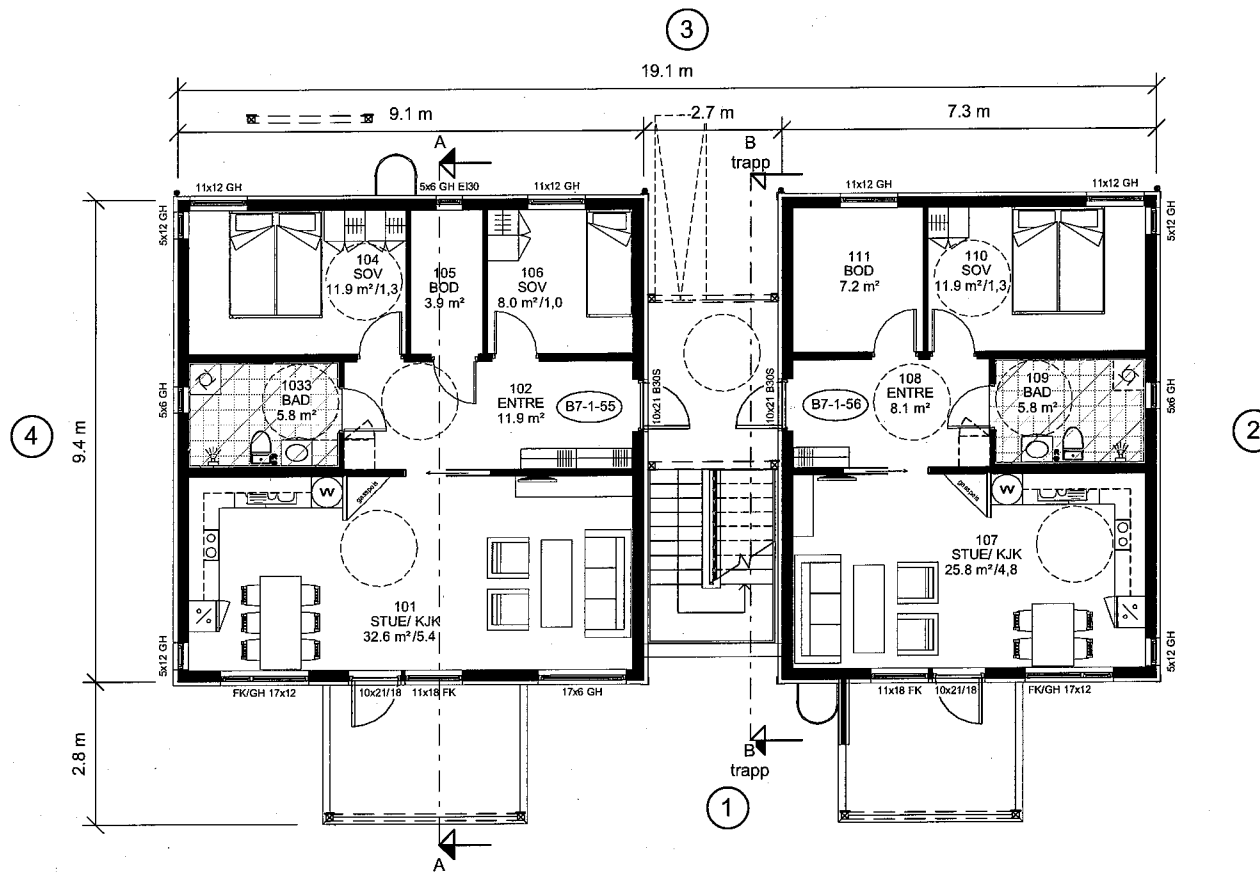 3
19.1 m
9.1 m
2.7 m
7.3 m
A
B
trapp
11x12 GH
5x6 GH EI30
11x12 GH
11x12 GH
11x12 GH
5x12 GH
5x12 GH
104
SOV
11.9 m²/1,3
105
BOD
3.9 m²
106
SOV
8.0 m²/1,0
111
BOD
7.2 m²
110
SOV
11.9 m²/1,3
5x6 GH
1033
BAD
5.8 m²
102
ENTRE
11.9 m²
B7-1-55
10x21 B30S
10x21 B30S
B7-1-56
108
ENTRE
8.1 m²
109
BAD
5.8 m²
5x6 GH
4
9.4 m
2
VV
gasspeis
gasspeis
VV
101
STUE/ KJK
32.6 m²/5.4
107
STUE/ KJK
25.8 m²/4,8
%
%
5x12 GH
5x12 GH
FK/GH 17x12
10x21/18
11x18 FK
17x6 GH
11x18 FK
10x21/18
FK/GH 17x12
2.8 m
B
trapp
1
A